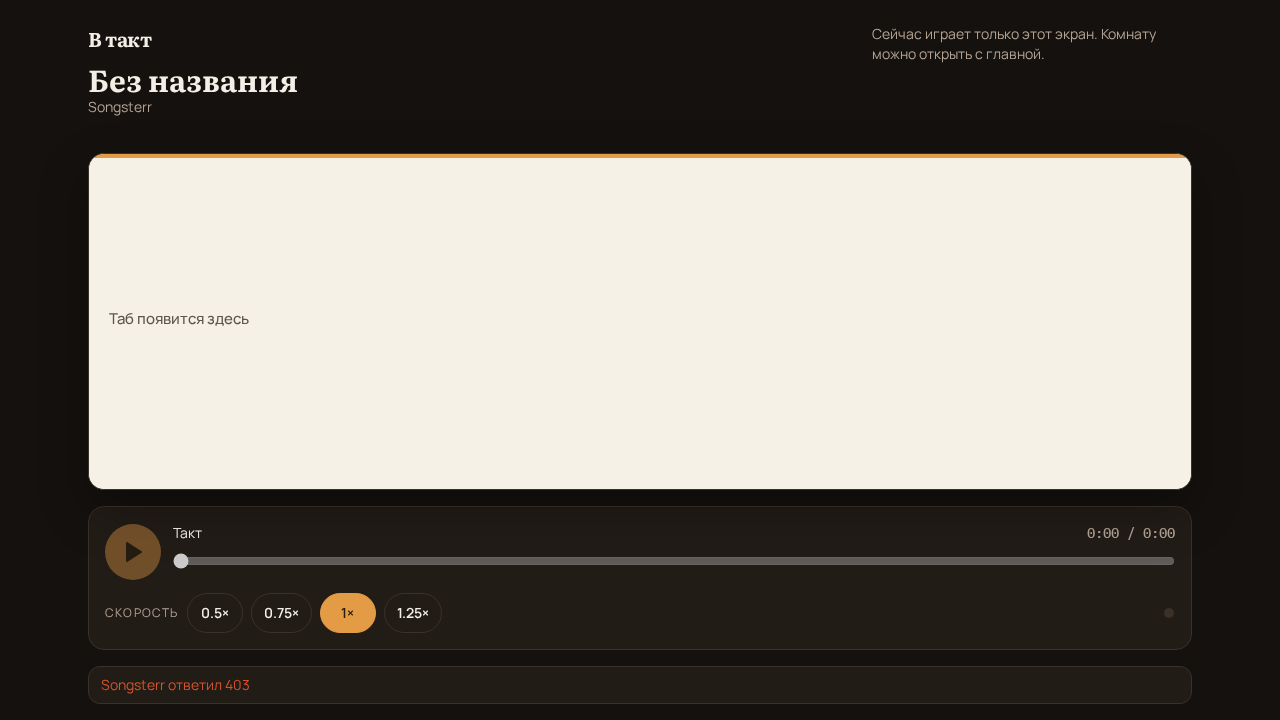 В такт
Без названия
Songsterr
Сейчас играет только этот экран. Комнату
можно открыть с главной.
Таб появится здесь
Такт
0:00 / 0:00
СКОРОСТЬ
0.5×
0.75×
1×
1.25×
Songsterr ответил 403